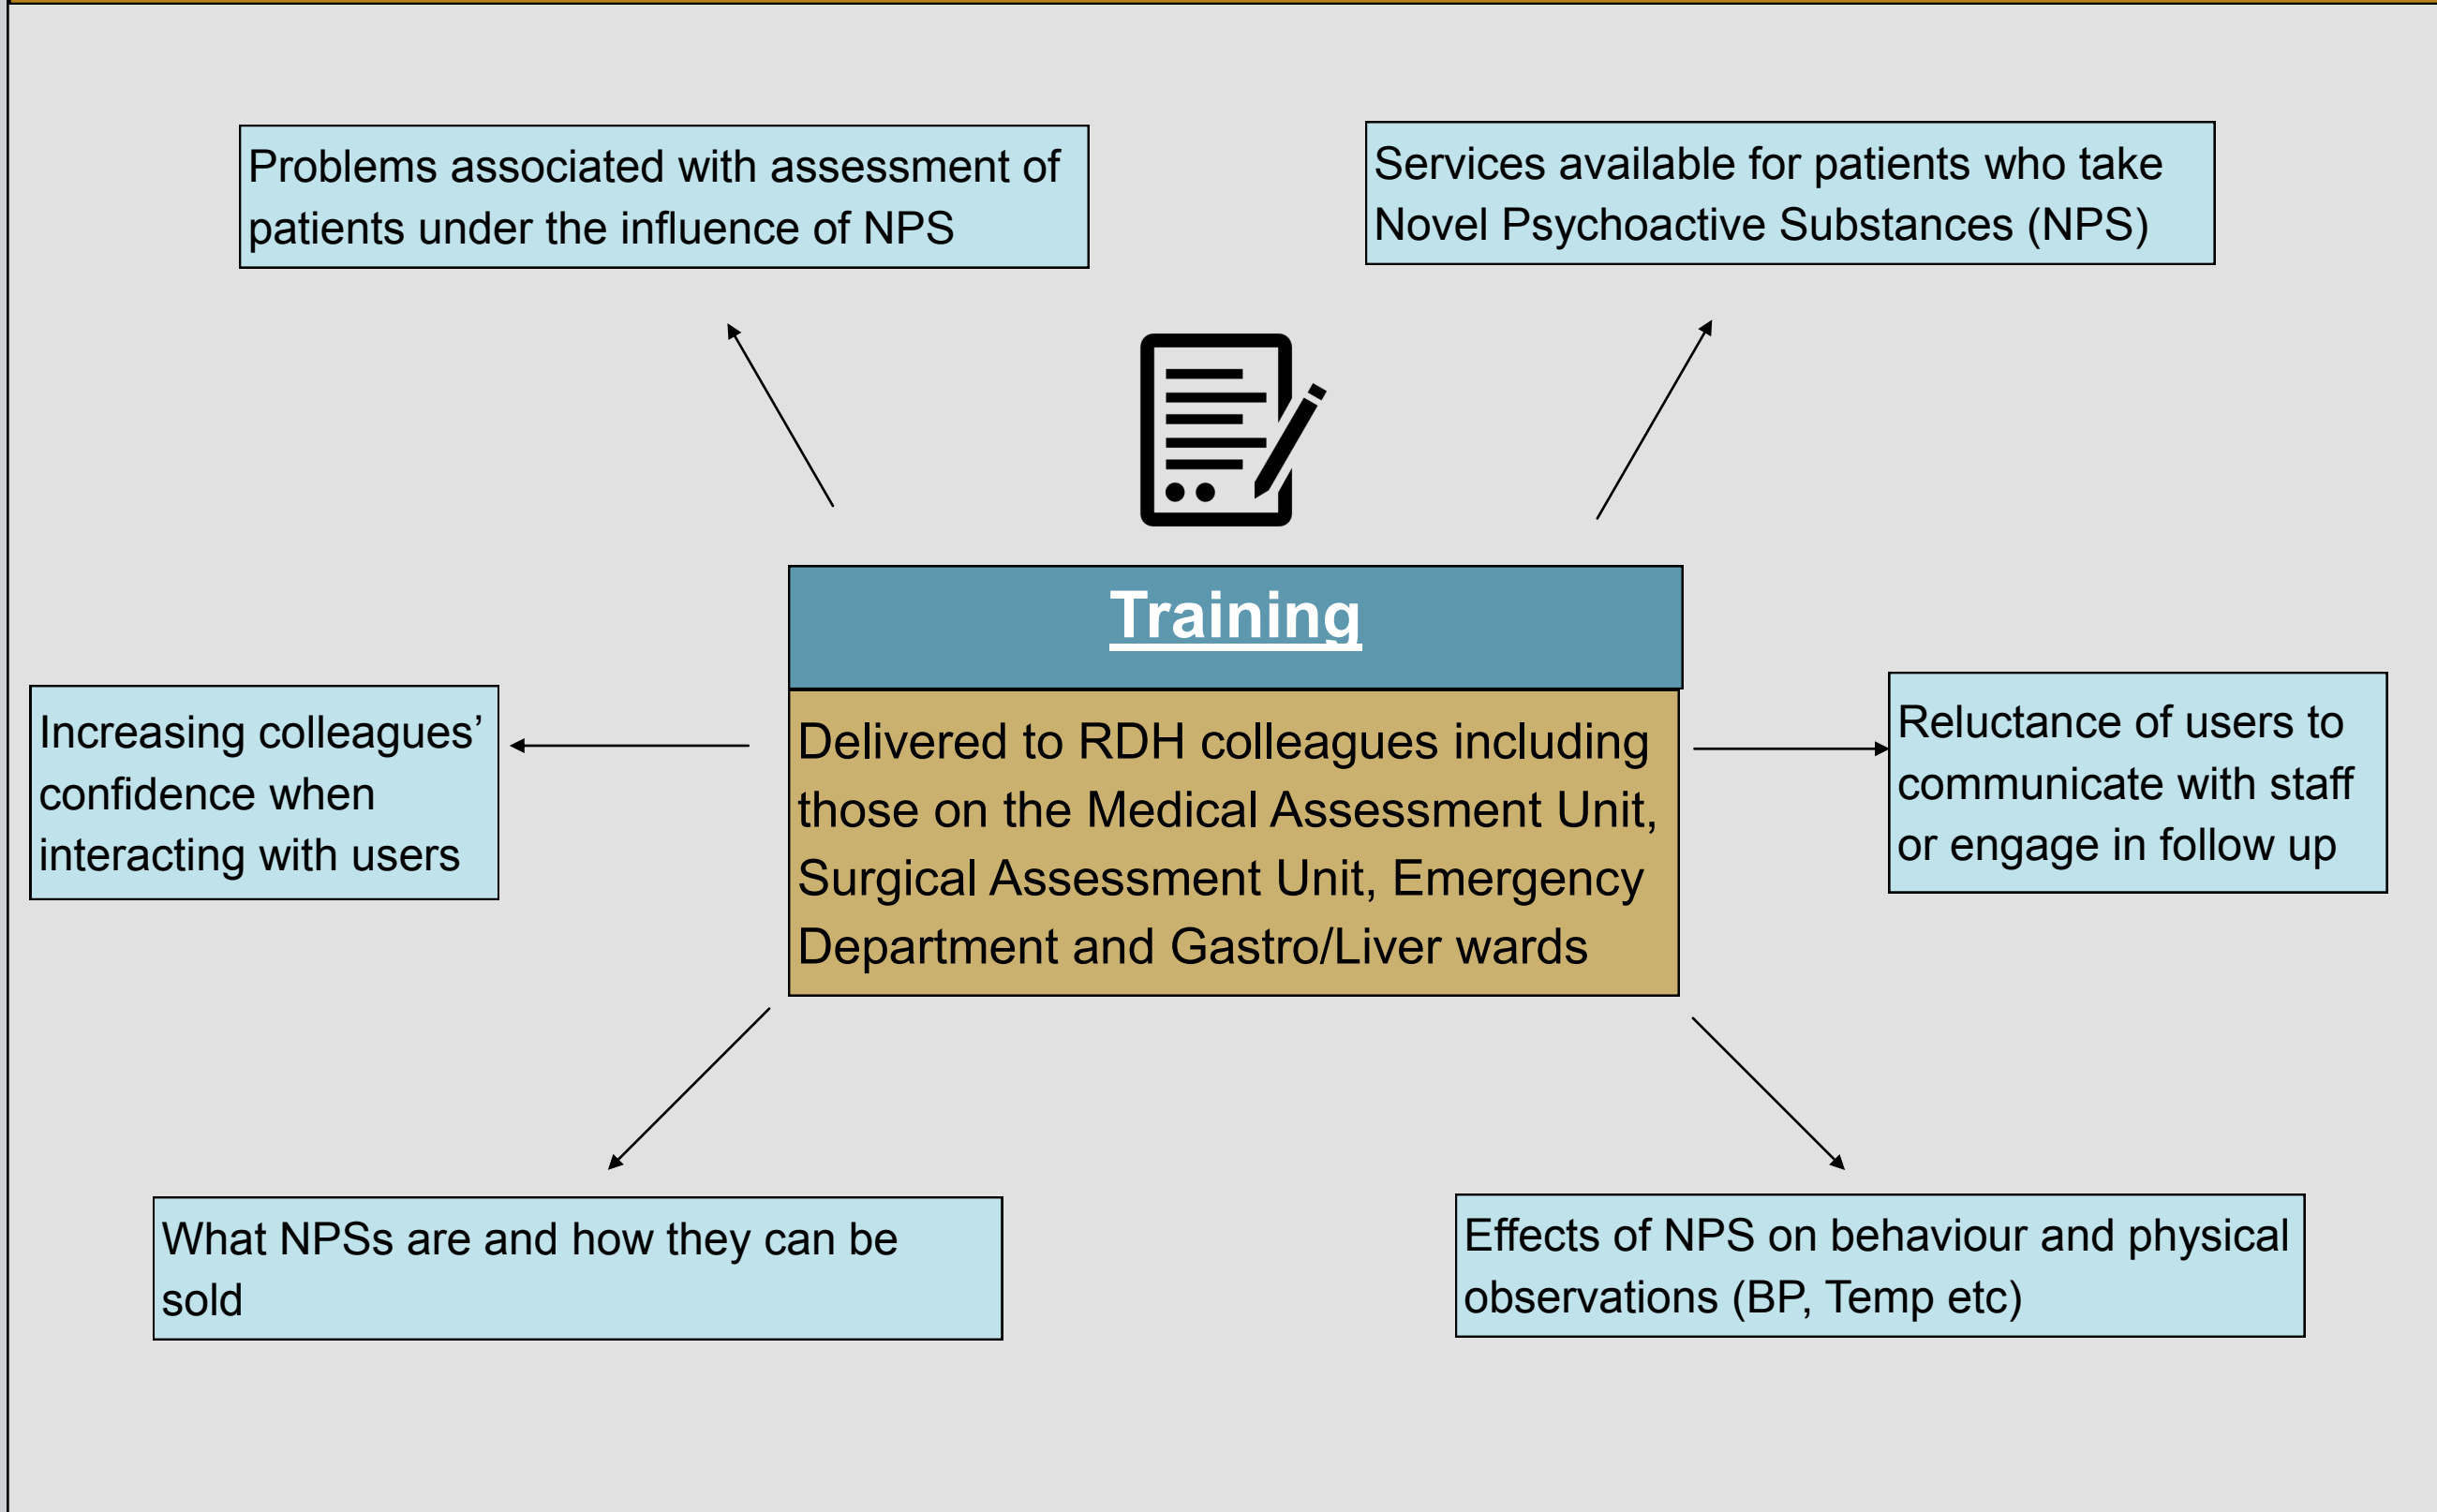 Problems associated with assessment of
patients under the influence of NPS
Services available for patients who take
Novel Psychoactive Substances (NPS)
Training
Delivered to RDH colleagues including
those on the Medical Assessment Unit,
Surgical Assessment Unit, Emergency
Department and Gastro/Liver wards
Increasing colleagues’
confidence when
interacting with users
Reluctance of users to
communicate with staff
or engage in follow up
What NPSs are and how they can be
sold
Effects of NPS on behaviour and physical
observations (BP, Temp etc)